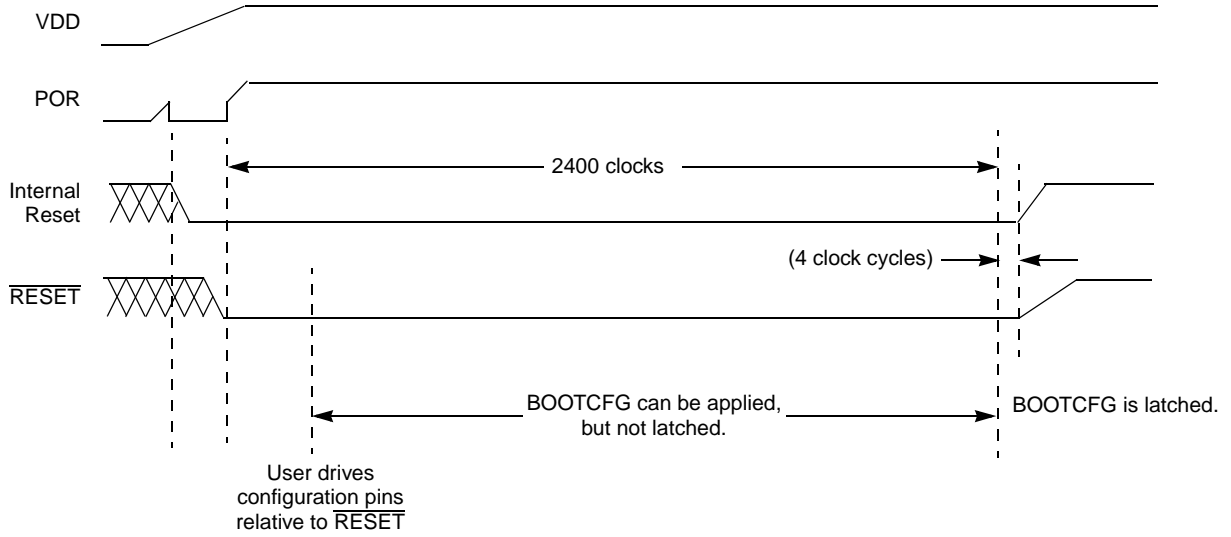 VDD
POR
2400 clocks
Internal
Reset
(4 clock cycles)
RESET
BOOTCFG can be applied,
but not latched.
BOOTCFG is latched.
User drives
configuration pins
relative to RESET